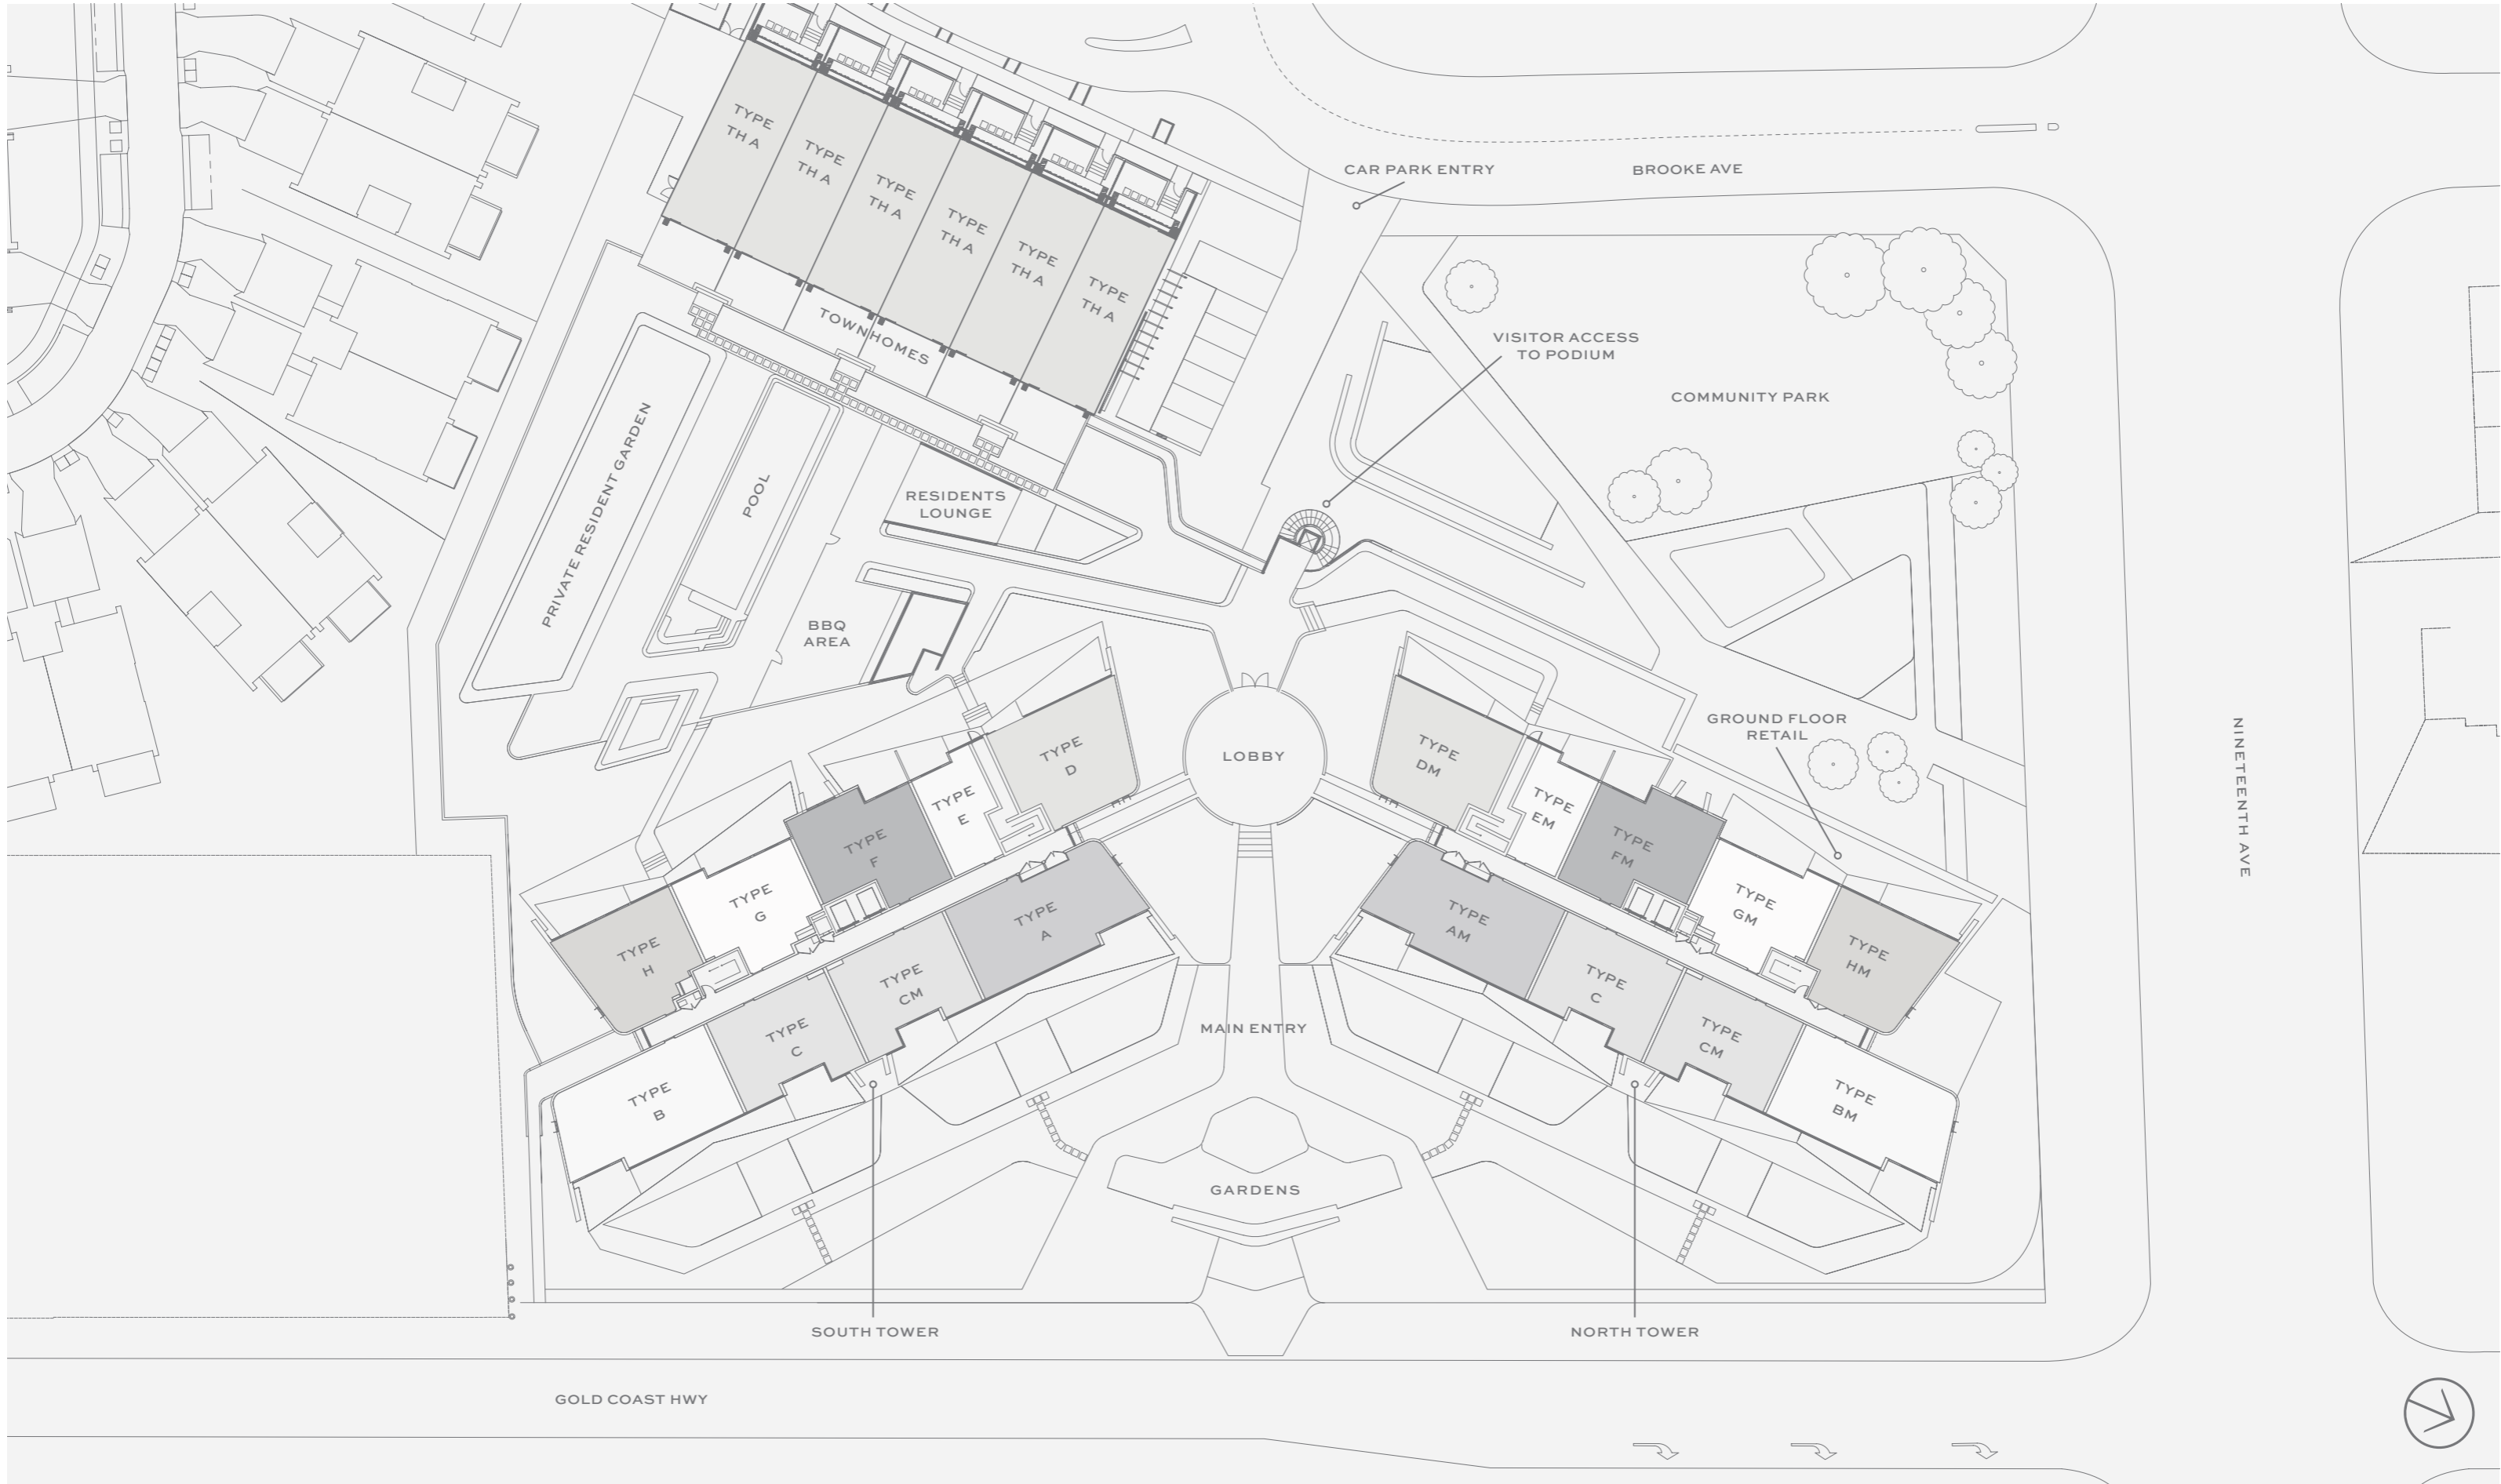 TYPE
TH A
TYPE
TH A
TYPE
TH A
TYPE
TH A
TYPE
TH A
TYPE
TH A
TOWNHOMES
CAR PARK ENTRY
BROOKE AVE
VISITOR ACCESS
TO PODIUM
COMMUNITY PARK
PRIVATE RESIDENT GARDEN
POOL
RESIDENTS
LOUNGE
BBQ
AREA
LOBBY
GROUND FLOOR
RETAIL
NINETEENTH AVE
TYPE
D
TYPE
E
TYPE
F
TYPE
G
TYPE
H
TYPE
A
TYPE
CM
TYPE
C
TYPE
B
TYPE
DM
TYPE
EM
TYPE
FM
TYPE
GM
TYPE
HM
TYPE
AM
TYPE
C
TYPE
CM
TYPE
BM
MAIN ENTRY
GARDENS
SOUTH TOWER
NORTH TOWER
GOLD COAST HWY